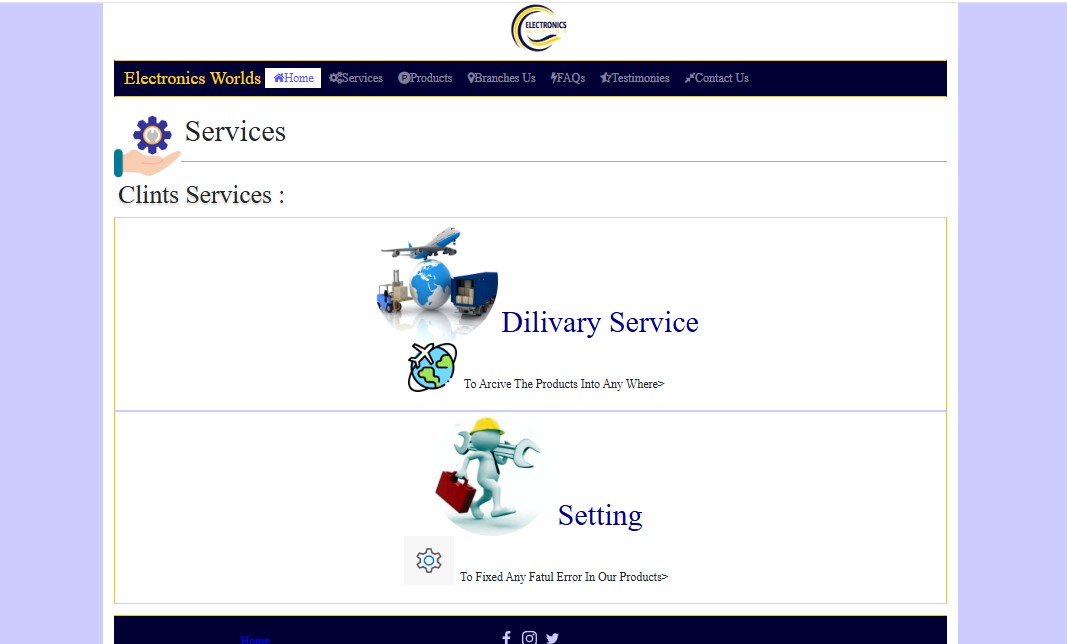 ELECTRONICS
Electronics Worlds Home Services Products Branches Us FAQs Testimonies Contact Us
Services
Clints Services :
Dilivary Service
To Arcive The Products Into Any Where>
Setting
To Fixed Any Fatul Error In Our Products>
Home